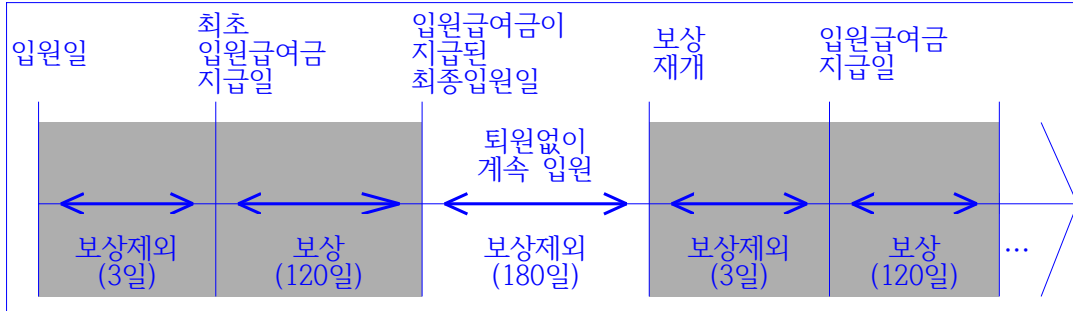 입원일
최초
입원급여금
지급일
입원급여금이
지급된
최종입원일
보상
재개
입원급여금
지급일
퇴원없이
계속 입원
보상제외
(3일)
보상
(120일)
보상제외
(180일)
보상제외
(3일)
보상
(120일)
...